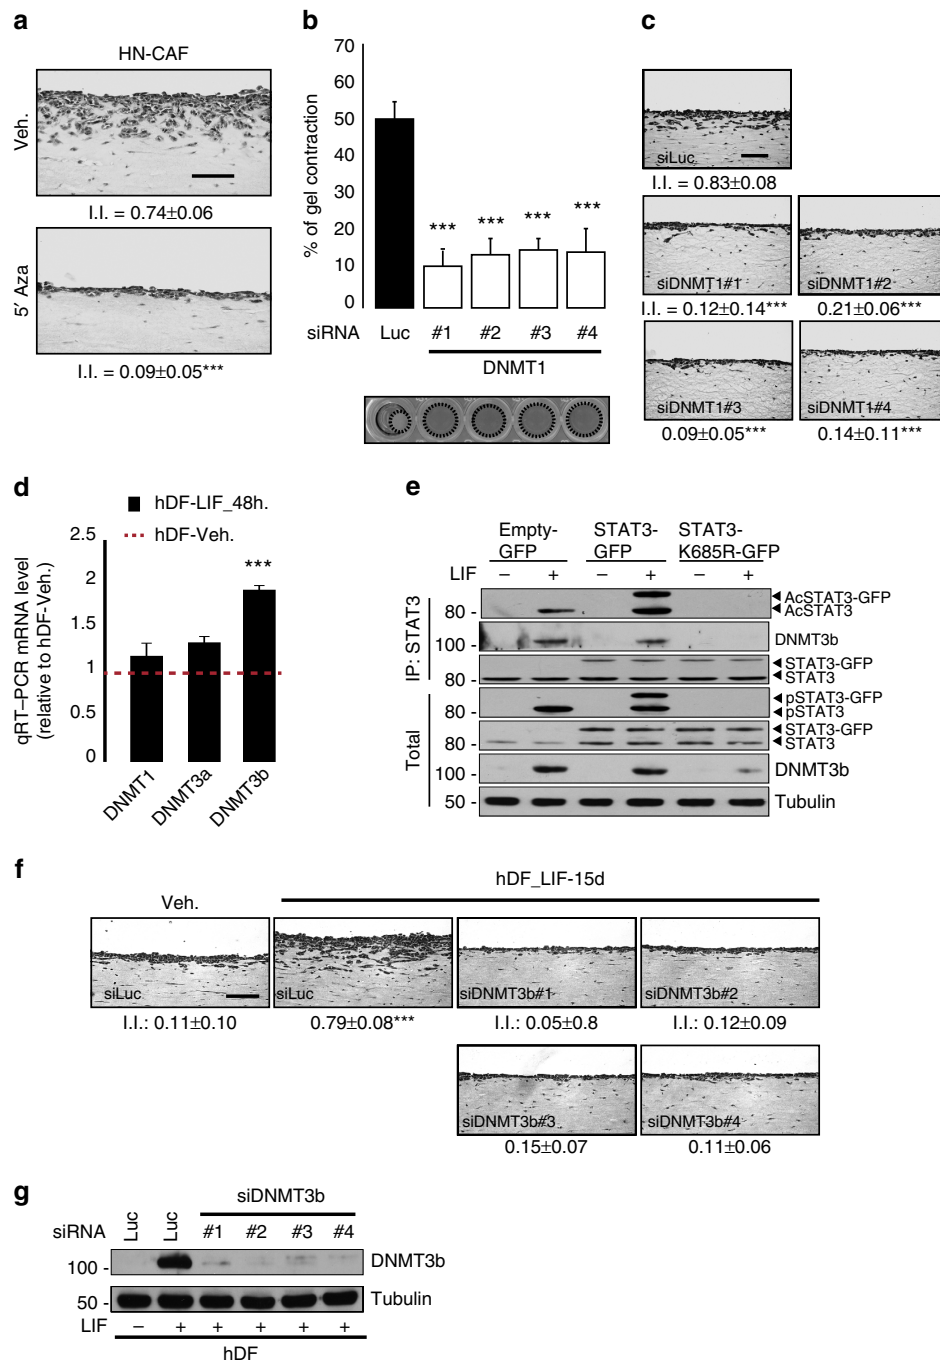 a
HN-CAF
Veh.
I.I. = 0.74±0.06
5′ Aza
I.I. = 0.09±0.05***
b
% of gel contraction
70
60
50
40
30
20
10
0
*** *** *** ***
siRNA Luc #1 #2 #3 #4
DNMT1
c
siLuc
I.I. = 0.83±0.08
siDNMT1#1 siDNMT1#2
I.I. = 0.12±0.14*** 0.21±0.06***
siDNMT1#3 siDNMT1#4
0.09±0.05*** 0.14±0.11***
d
hDF-LIF_48h.
hDF-Veh.
qRT–PCR mRNA level
(relative to hDF-Veh.)
2.5
2
1.5
1
0.5
0
***
DNMT1 DNMT3a DNMT3b
e
Empty-GFP STAT3-GFP STAT3-K685R-GFP
LIF – + – + – +
IP: STAT3
80 - AcSTAT3-GFP
AcSTAT3
100 - DNMT3b
STAT3-GFP
80 - STAT3
Total
pSTAT3-GFP
80 - pSTAT3
STAT3-GFP
80 - STAT3
100 - DNMT3b
50 - Tubulin
f
hDF_LIF-15d
Veh.
siLuc siLuc siDNMT3b#1 siDNMT3b#2
I.I.: 0.11±0.10 0.79±0.08*** I.I.: 0.05±0.8 I.I.: 0.12±0.09
siDNMT3b#3 siDNMT3b#4
0.15±0.07 0.11±0.06
g
siDNMT3b
siRNA Luc Luc #1 #2 #3 #4
100 - DNMT3b
50 - Tubulin
LIF – + + + + +
hDF